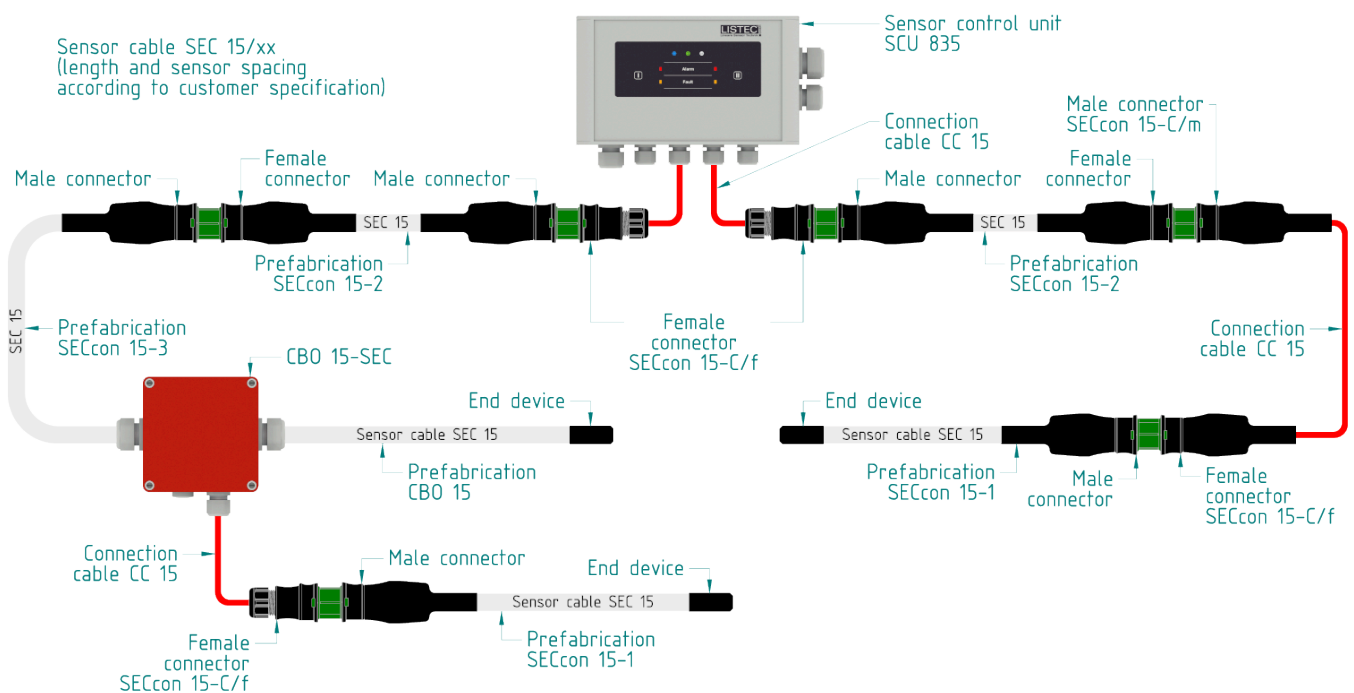 Sensor cable SEC 15/xx
(length and sensor spacing
according to customer specification)
LISTEC
Alarm
Fault
I
II
Sensor control unit
SCU 835
Connection
cable CC 15
Male connector
SECcon 15-C/m
Male connector
Female
connector
Male connector
Male connector
Female
connector
SEC 15
SEC 15
Prefabrication
SECcon 15-2
Prefabrication
SECcon 15-2
SEC 15
Prefabrication
SECcon 15-3
Female
connector
SECcon 15-C/f
Connection
cable CC 15
CBO 15-SEC
End device
End device
Sensor cable SEC 15
Sensor cable SEC 15
Prefabrication
CBO 15
Prefabrication
SECcon 15-1
Male
connector
Female
connector
SECcon 15-C/f
Connection
cable CC 15
Male connector
End device
Sensor cable SEC 15
Female
connector
SECcon 15-C/f
Prefabrication
SECcon 15-1